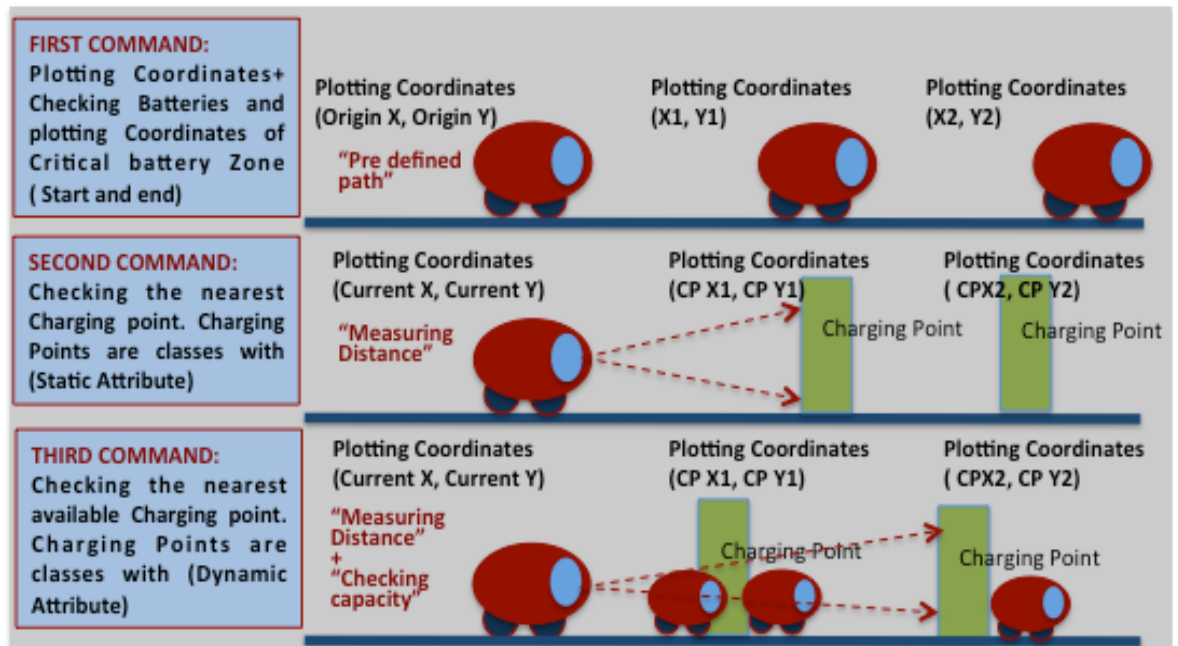 FIRST COMMAND:
Plotting Coordinates+
Checking Batteries and
plotting Coordinates of
Critical battery Zone
( Start and end)
Plotting Coordinates
(Origin X, Origin Y)
"Pre defined
path"
Plotting Coordinates
(X1, Y1)
Plotting Coordinates
(X2, Y2)
SECOND COMMAND:
Checking the nearest
Charging point. Charging
Points are classes with
(Static Attribute)
Plotting Coordinates
(Current X, Current Y)
"Measuring
Distance"
Plotting Coordinates
(CP X1, CP Y1)
Charging Point
Plotting Coordinates
( CPX2, CP Y2)
Charging Point
THIRD COMMAND:
Checking the nearest
available Charging point.
Charging Points are
classes with (Dynamic
Attribute)
Plotting Coordinates
(Current X, Current Y)
"Measuring
Distance"
+
"Checking
capacity"
Plotting Coordinates
(CP X1, CP Y1)
Charging Point
Plotting Coordinates
( CPX2, CP Y2)
Charging Point